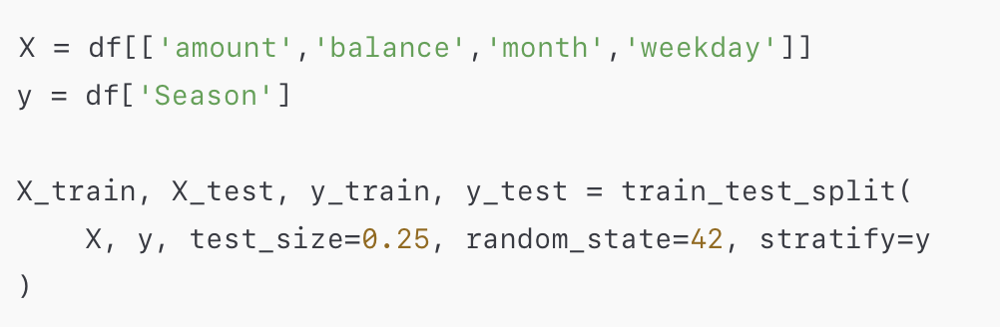 X = df[['amount','balance','month','weekday']]
y = df['Season']
X_train, X_test, y_train, y_test = train_test_split(
    X, y, test_size=0.25, random_state=42, stratify=y
)